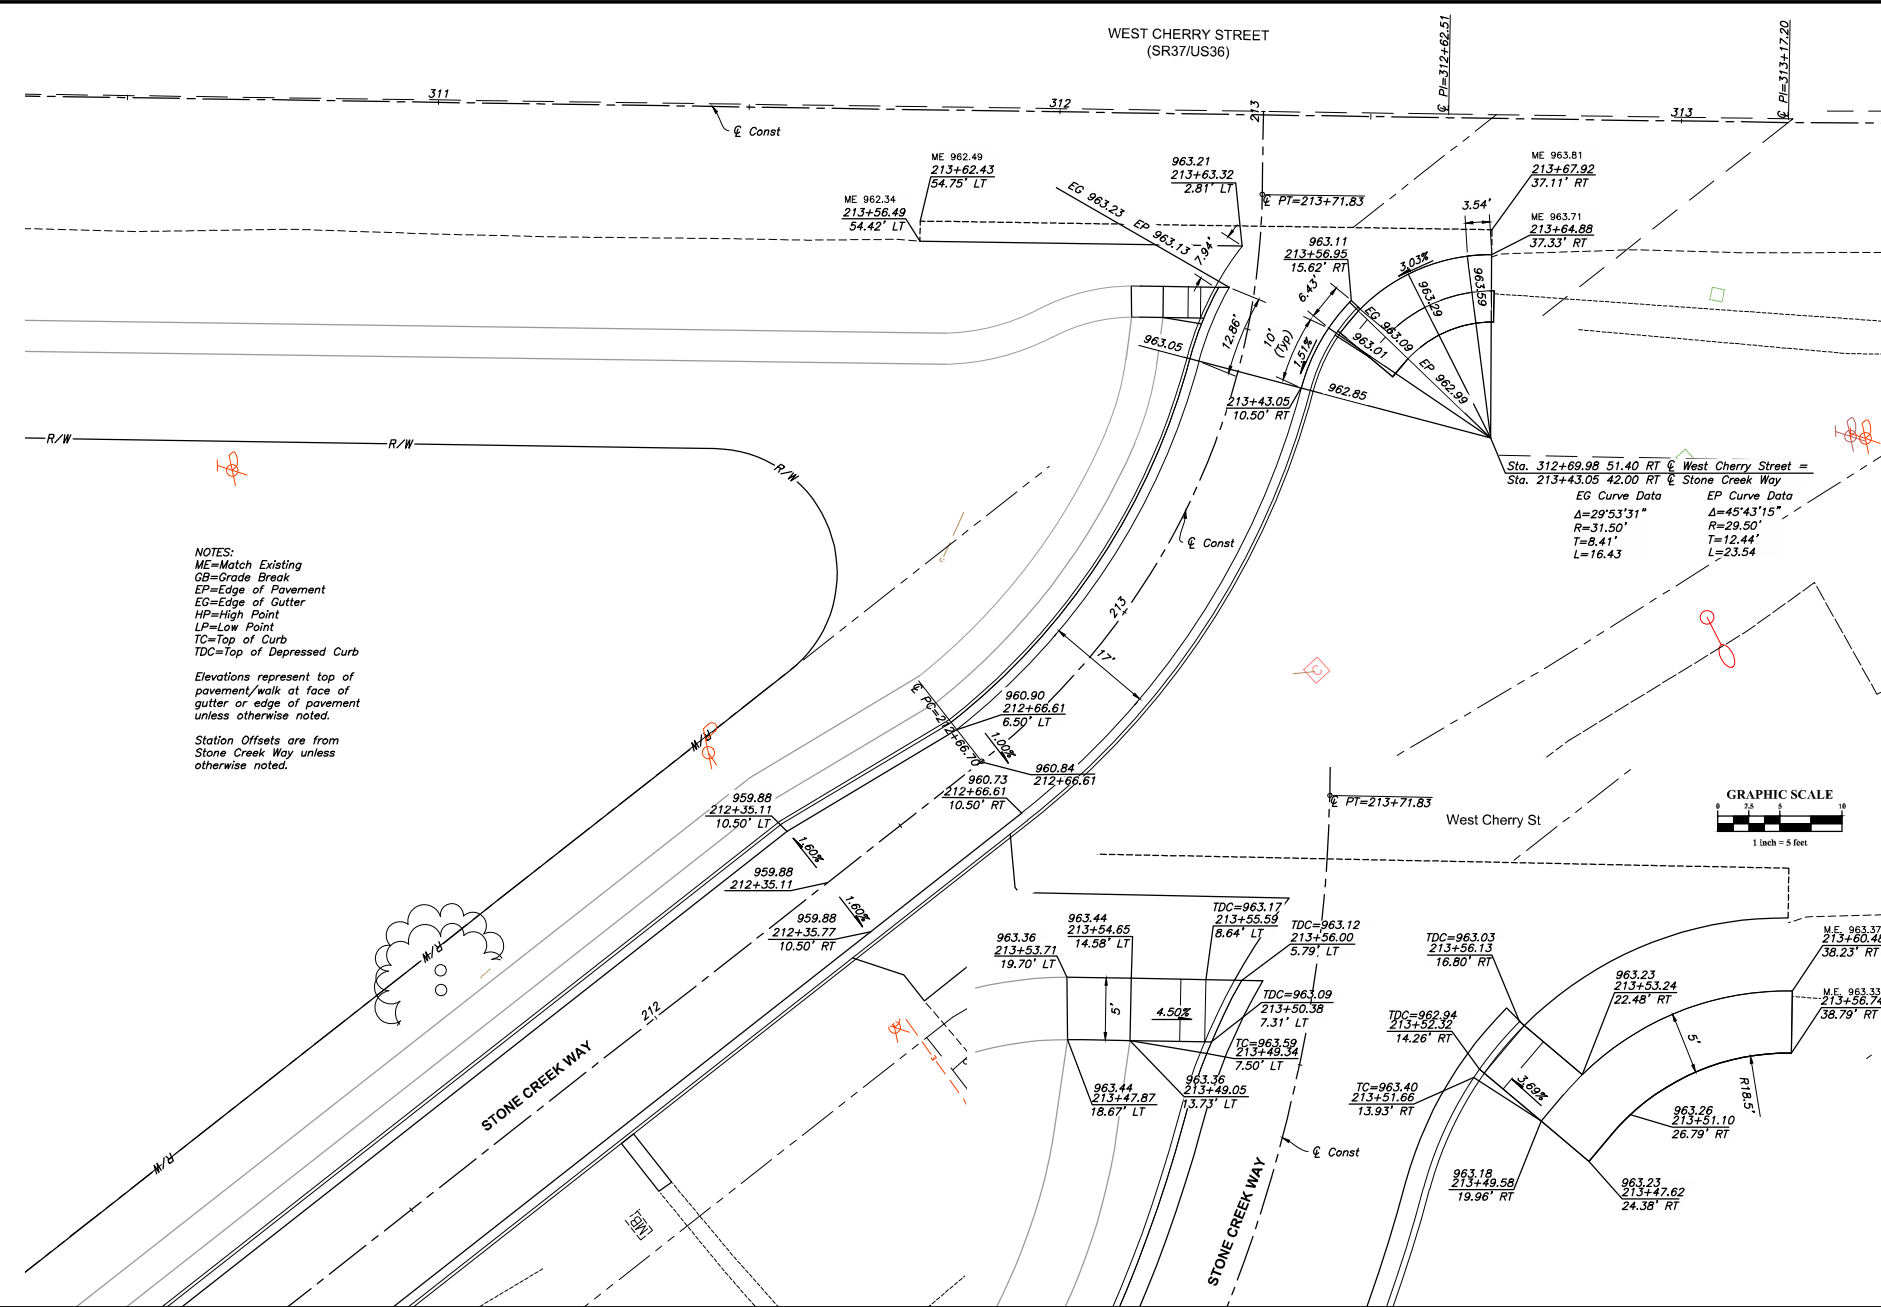 WEST CHERRY STREET
(SR37/US36)
℄ PI=312+62.51
℄ PI=313+17.20
311
312
213
313
℄ Const
ME 962.49
213+62.43
54.75' LT
ME 962.34
213+56.49
54.42' LT
963.21
213+63.32
2.81' LT
EG 963.23
EP 963.13
7.94'
℄ PT=213+71.83
963.11
213+56.95
15.62' RT
6.43'
3.03%
3.54'
ME 963.81
213+67.92
37.11' RT
ME 963.71
213+64.88
37.33' RT
963.59
963.29
EG 963.09
963.01
EP 962.99
963.05
12.86'
10'
(Typ)
1.51%
962.85
213+43.05
10.50' RT
R/W
R/W
R/W
Sta. 312+69.98 51.40 RT ℄ West Cherry Street =
Sta. 213+43.05 42.00 RT ℄ Stone Creek Way
EG Curve Data
Δ=29°53'31"
R=31.50'
T=8.41'
L=16.43
EP Curve Data
Δ=45°43'15"
R=29.50'
T=12.44'
L=23.54
℄ Const
NOTES:
ME=Match Existing
GB=Grade Break
EP=Edge of Pavement
EG=Edge of Gutter
HP=High Point
LP=Low Point
TC=Top of Curb
TDC=Top of Depressed Curb
Elevations represent top of
pavement/walk at face of
gutter or edge of pavement
unless otherwise noted.
Station Offsets are from
Stone Creek Way unless
otherwise noted.
213
17'
℄ PC=212+66.70
960.90
212+66.61
6.50' LT
1.00%
960.84
212+66.61
960.73
212+66.61
10.50' RT
R/W
959.88
212+35.11
10.50' LT
1.60%
959.88
212+35.11
1.60%
959.88
212+35.77
10.50' RT
℄ PT=213+71.83
West Cherry St
GRAPHIC SCALE
0 2.5 5 10
1 inch = 5 feet
R/W
212
STONE CREEK WAY
R/W
963.36
213+53.71
19.70' LT
963.44
213+54.65
14.58' LT
TDC=963.17
213+55.59
8.64' LT
TDC=963.12
213+56.00
5.79' LT
5'
4.50%
TDC=963.09
213+50.38
7.31' LT
TC=963.59
213+49.34
7.50' LT
963.44
213+47.87
18.67' LT
963.36
213+49.05
13.73' LT
℄ Const
STONE CREEK WAY
TDC=963.03
213+56.13
16.80' RT
963.23
213+53.24
22.48' RT
M.E. 963.37
213+60.48
38.23' RT
M.E. 963.33
213+56.74
38.79' RT
TDC=962.94
213+52.32
14.26' RT
TC=963.40
213+51.66
13.93' RT
5'
3.69%
R18.5'
963.26
213+51.10
26.79' RT
963.18
213+49.58
19.96' RT
963.23
213+47.62
24.38' RT
MB